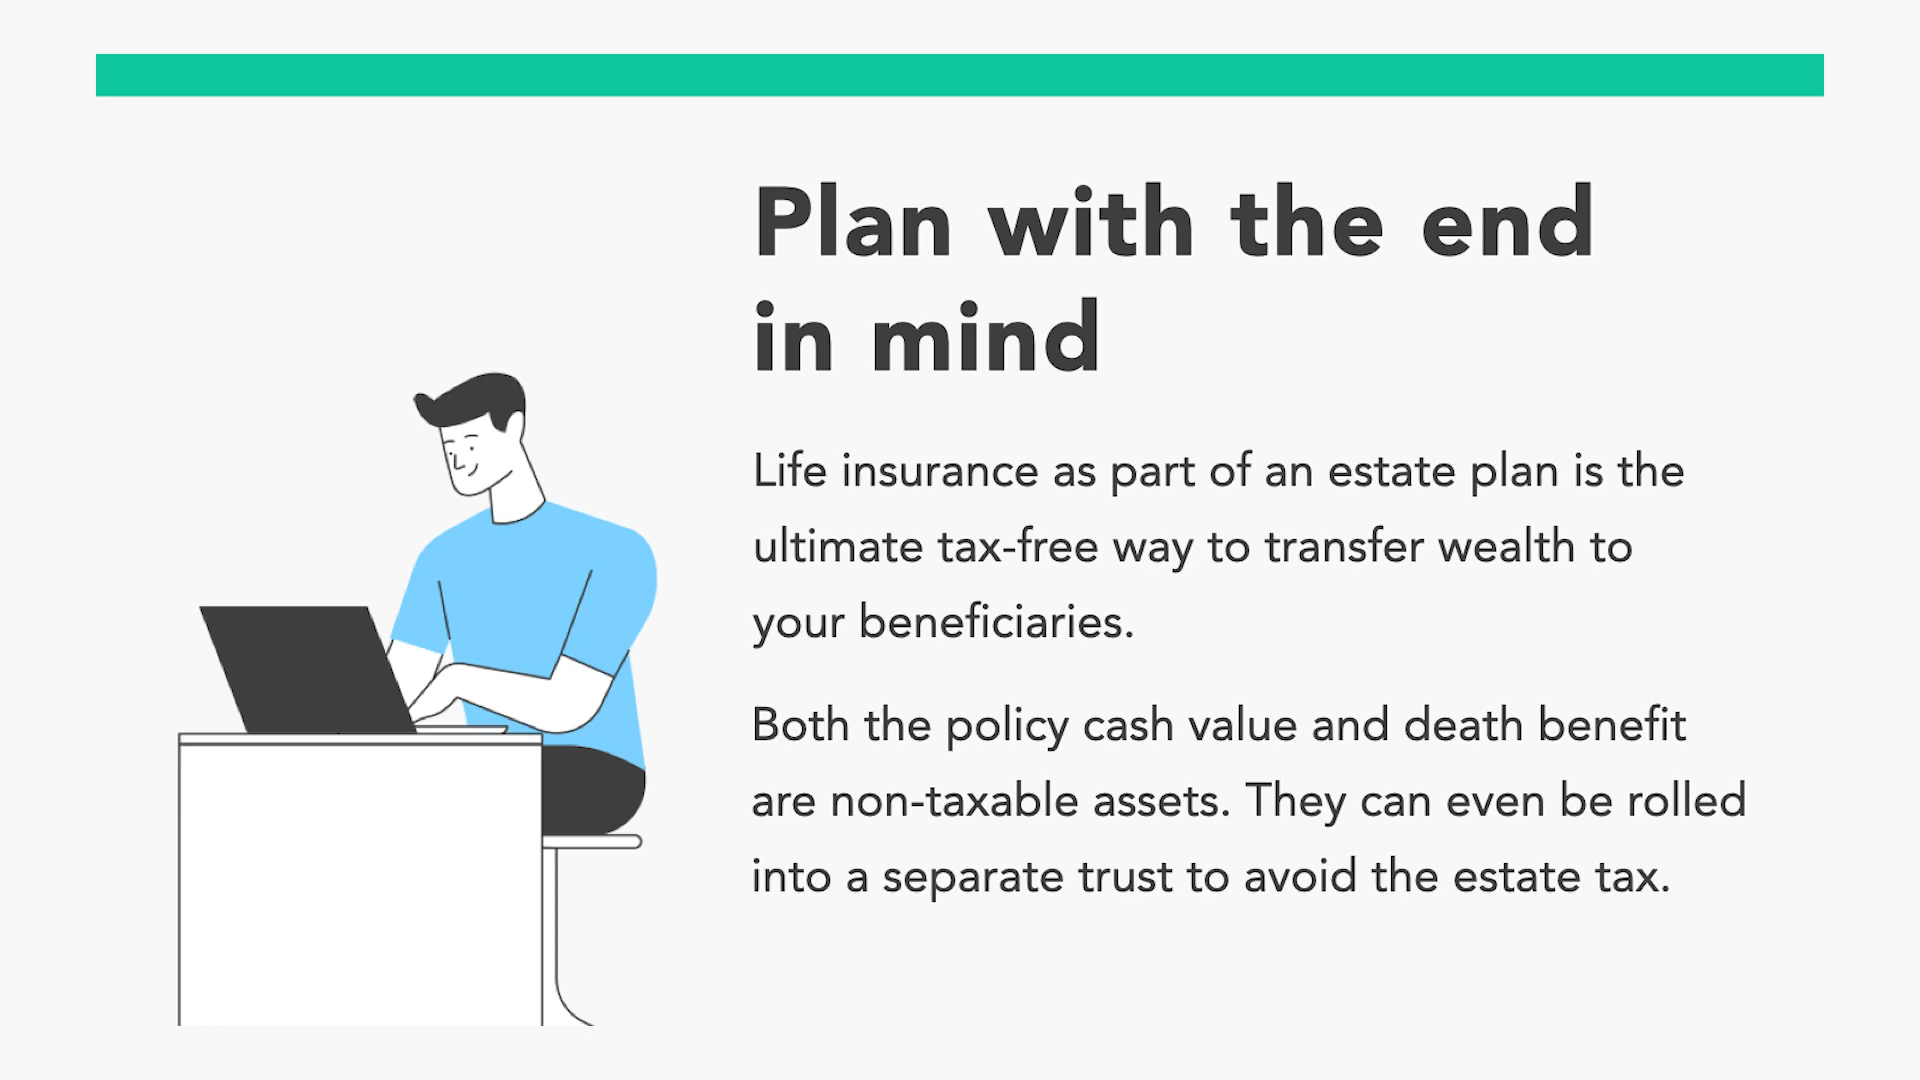 Plan with the end
in mind
Life insurance as part of an estate plan is the
ultimate tax-free way to transfer wealth to
your beneficiaries.
Both the policy cash value and death benefit
are non-taxable assets. They can even be rolled
into a separate trust to avoid the estate tax.